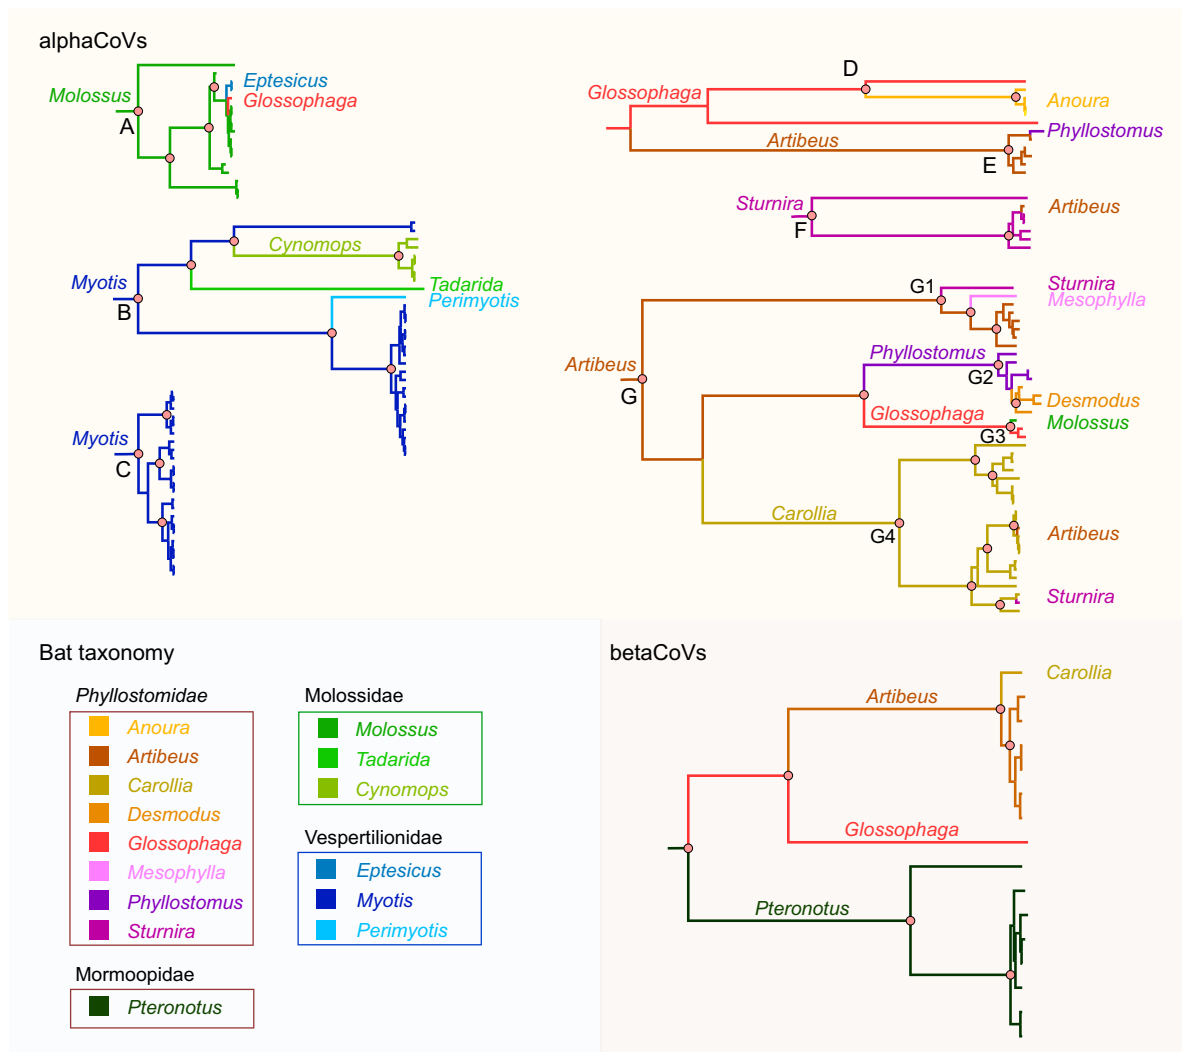 alphaCoVs
Molossus
A
Eptesicus
Glossophaga
Myotis
B
Cynomops
Tadarida
Perimyotis
Myotis
C
D
Glossophaga
Anoura
Artibeus
Phyllostomus
E
Sturnira
F
Artibeus
G1
Sturnira
Mesophylla
Artibeus
G
Phyllostomus
G2
Desmodus
Glossophaga
Molossus
G3
Carollia
G4
Artibeus
Sturnira
Bat taxonomy
Phyllostomidae
Anoura
Artibeus
Carollia
Desmodus
Glossophaga
Mesophylla
Phyllostomus
Sturnira
Mormoopidae
Pteronotus
Molossidae
Molossus
Tadarida
Cynomops
Vespertilionidae
Eptesicus
Myotis
Perimyotis
betaCoVs
Carollia
Artibeus
Glossophaga
Pteronotus